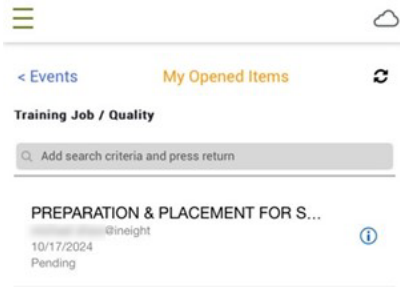 < Events My Opened Items
Training Job / Quality
Add search criteria and press return
PREPARATION & PLACEMENT FOR S...
@ineight
10/17/2024
Pending